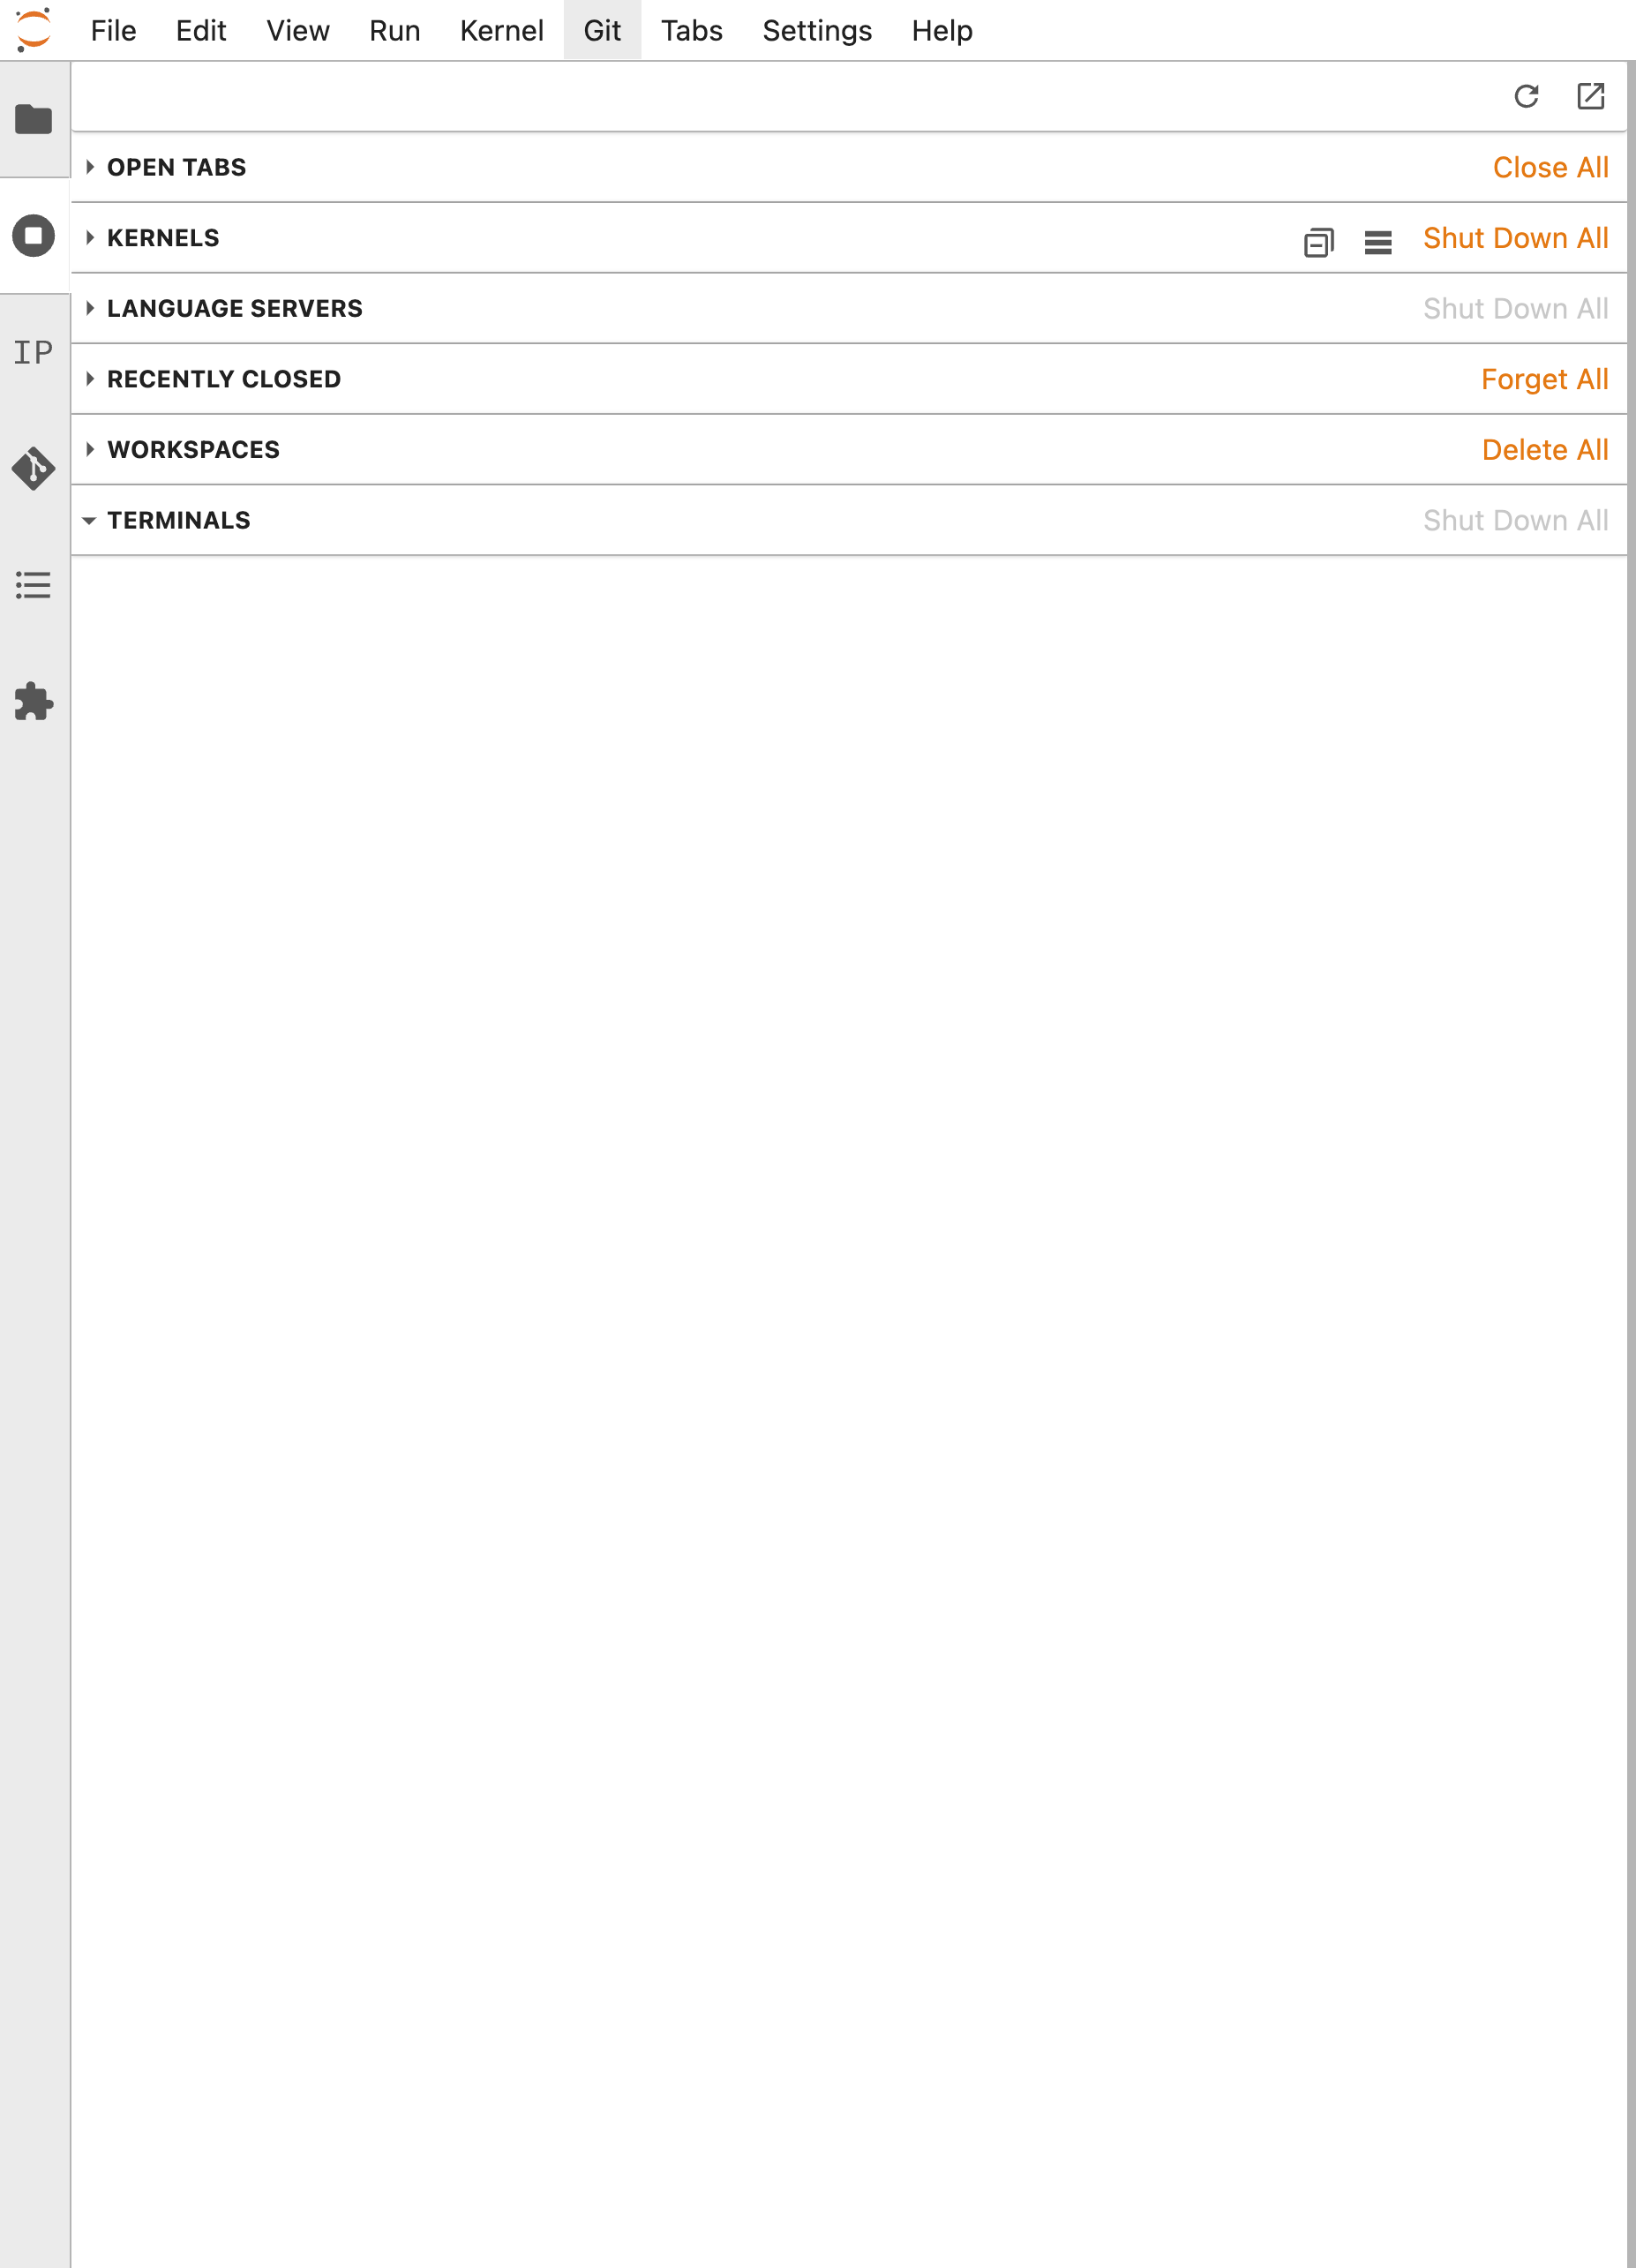 File Edit View Run Kernel Git Tabs Settings Help
OPEN TABS Close All
KERNELS Shut Down All
LANGUAGE SERVERS Shut Down All
IP
RECENTLY CLOSED Forget All
WORKSPACES Delete All
TERMINALS Shut Down All